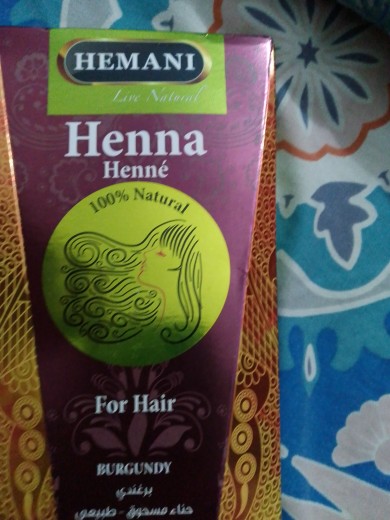 HEMANI
Live Natural
Henna
Henné
100% Natural
For Hair
BURGUNDY
برغندي
حناء مسحوق - طبيعي